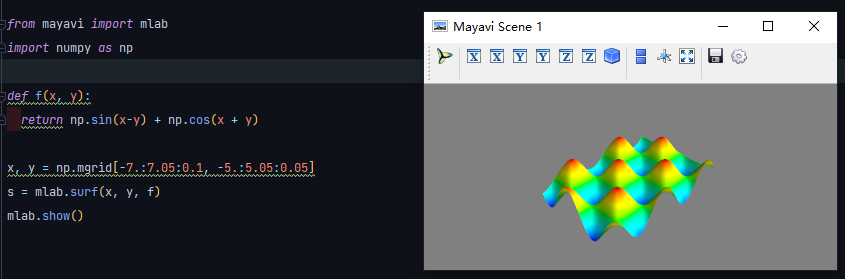 from mayavi import mlab
import numpy as np
def f(x, y):
return np.sin(x-y) + np.cos(x + y)
x, y = np.mgrid[-7.:7.05:0.1, -5.:5.05:0.05]
s = mlab.surf(x, y, f)
mlab.show()
Mayavi Scene 1
X X Y Y Z Z